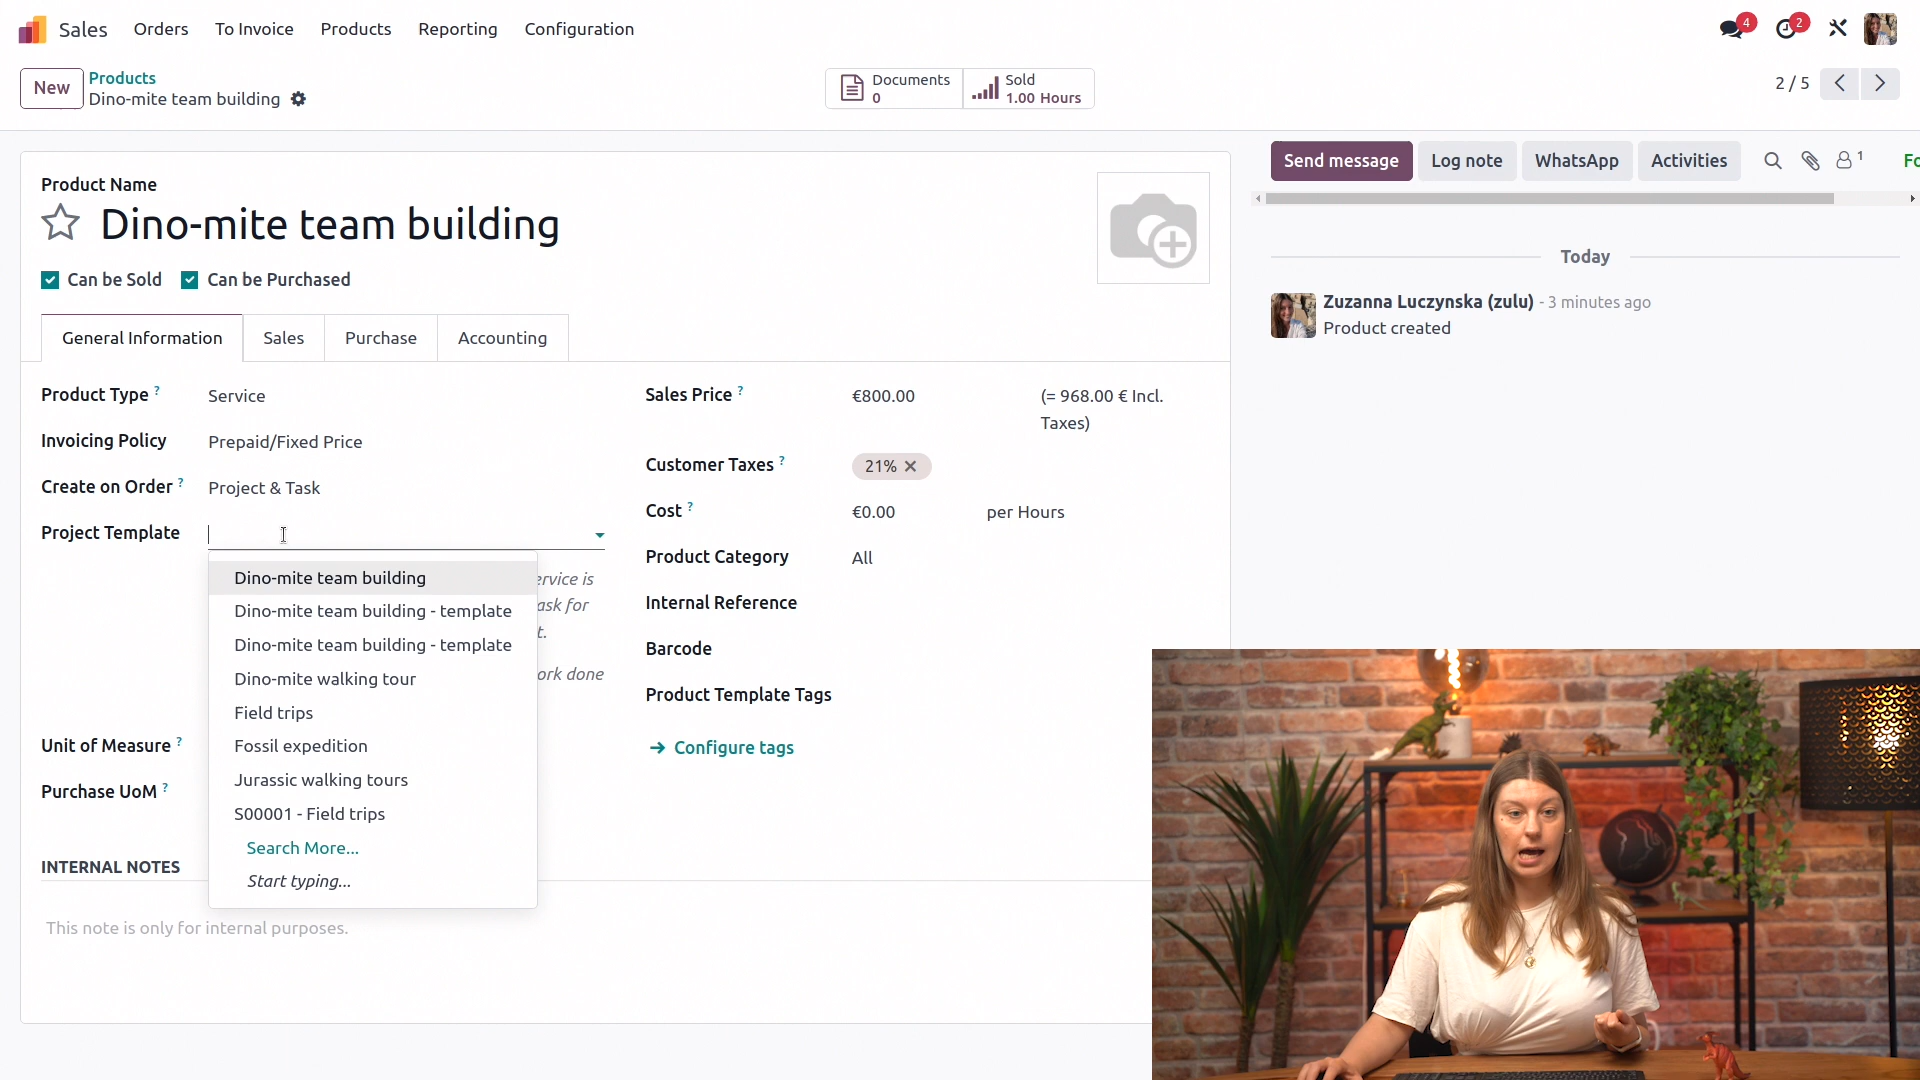 Sales Orders To Invoice Products Reporting Configuration 4 2
New Products Documents Sold
Dino-mite team building 0 1.00 Hours 2 / 5
Send message Log note WhatsApp Activities 1
Product Name
Dino-mite team building
Can be Sold Can be Purchased
Today
Zuzanna Luczynska (zulu) - 3 minutes ago
Product created
General Information Sales Purchase Accounting
Product Type ? Service
Invoicing Policy Prepaid/Fixed Price
Create on Order ? Project & Task
Project Template
Dino-mite team building
Dino-mite team building - template
Dino-mite team building - template
Dino-mite walking tour
Field trips
Fossil expedition
Jurassic walking tours
S00001 - Field trips
Search More...
Start typing...
ervice is
ask for
t.
ork done
Unit of Measure ?
Purchase UoM ?
Sales Price ? €800.00 (= 968.00 € Incl.
Taxes)
Customer Taxes ? 21%
Cost ? €0.00 per Hours
Product Category All
Internal Reference
Barcode
Product Template Tags
Configure tags
INTERNAL NOTES
This note is only for internal purposes.